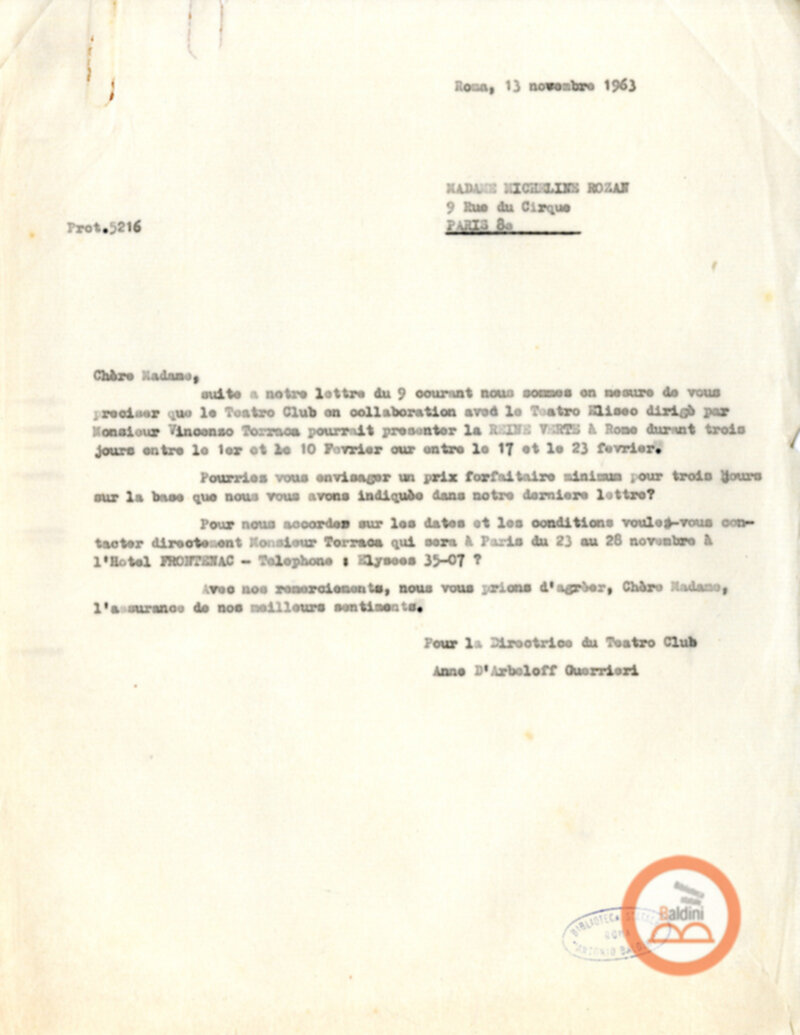 Roma, 13 novembre 1963
MADAME MICHELINE ROZAN
9 Rue du Cirque
PARIS 8e
Prot.5216
Chère Madame,
suite a notre lettre du 9 courant nous sommes en mesure de vous
preciser que le Teatro Club en collaboration aved le Teatro Eliseo dirigè par
Monsieur Vincenzo Torraca pourrait presenter la REINE VERTE à Rome durant trois
jours entre le 1er et le 10 Fevrier our entre le 17 et le 23 fevrier.
Pourriez vous envisager un prix forfaitaire minimum pour trois jours
sur la base que nous vous avons indiquèe dans notre derniere lettre?
Pour nous accorder sur les dates et les conditions voulez-vous con-
tacter directement Monsieur Torraca qui sera à Paris du 23 au 28 novembre à
l'Hotel FRONTENAC - Telephone : Elysees 35-07 ?
Avec nos remerciements, nous vous prions d'agrèer, Chère Madame,
l'assurance de nos meilleurs sentiments.
Pour la Directrice du Teatro Club
Anne D'Arbeloff Guerrieri
Biblioteca
statale
Baldini
BIBLIOTECA
ROMA
ANTONIO BALDINI